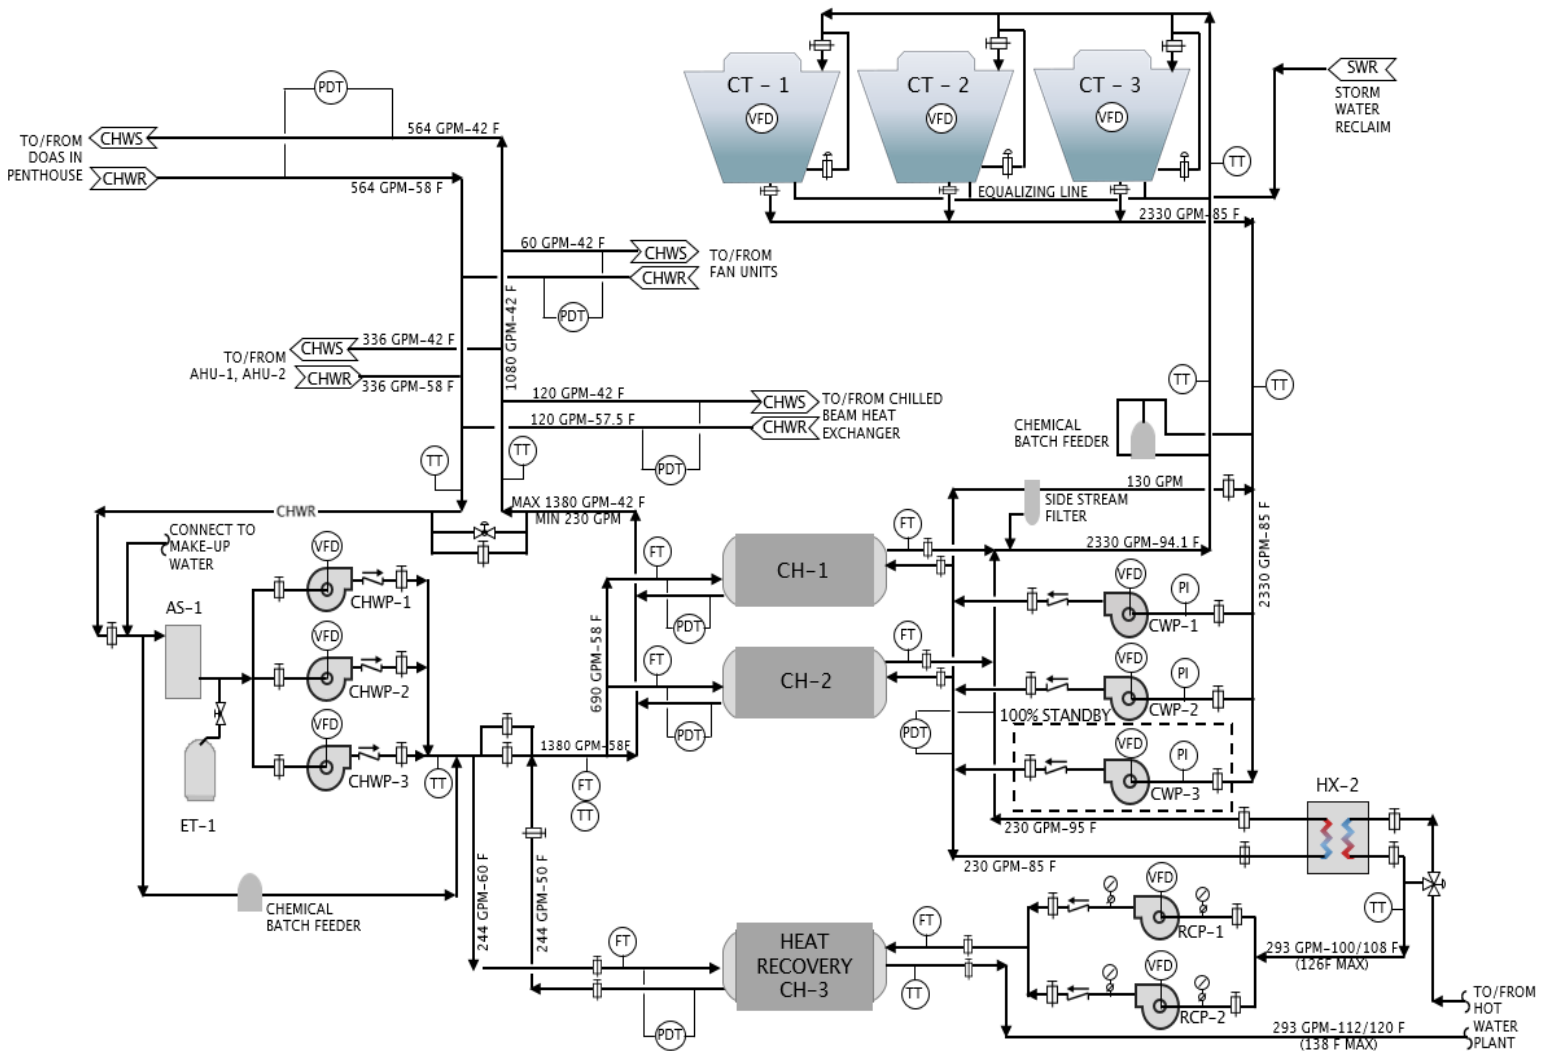 CT - 1
VFD
CT - 2
VFD
CT - 3
VFD
SWR
STORM
WATER
RECLAIM
PDT
564 GPM-42 F
TO/FROM
DOAS IN
PENTHOUSE
CHWS
CHWR
564 GPM-58 F
TT
EQUALIZING LINE
2330 GPM-85 F
60 GPM-42 F
CHWS
CHWR
TO/FROM
FAN UNITS
PDT
1080 GPM-42 F
336 GPM-42 F
TO/FROM
AHU-1, AHU-2
CHWS
CHWR
336 GPM-58 F
TT
TT
120 GPM-42 F
CHWS
CHWR
TO/FROM CHILLED
BEAM HEAT
EXCHANGER
120 GPM-57.5 F
PDT
CHEMICAL
BATCH FEEDER
TT
TT
130 GPM
SIDE STREAM
FILTER
MAX 1380 GPM-42 F
MIN 230 GPM
CHWR
CONNECT TO
MAKE-UP
WATER
FT
2330 GPM-94.1 F
2330 GPM-85 F
VFD
CHWP-1
FT
CH-1
PDT
VFD
PI
CWP-1
AS-1
VFD
CHWP-2
690 GPM-58 F
FT
CH-2
FT
PDT
VFD
PI
CWP-2
PDT
100% STANDBY
VFD
CHWP-3
TT
1380 GPM-58F
FT
TT
VFD
PI
CWP-3
ET-1
HX-2
230 GPM-95 F
230 GPM-85 F
CHEMICAL
BATCH FEEDER
244 GPM-60 F
244 GPM-50 F
FT
HEAT
RECOVERY
CH-3
FT
TT
PDT
VFD
RCP-1
VFD
RCP-2
TT
293 GPM-100/108 F
(126F MAX)
TO/FROM
HOT
WATER
PLANT
293 GPM-112/120 F
(138 F MAX)